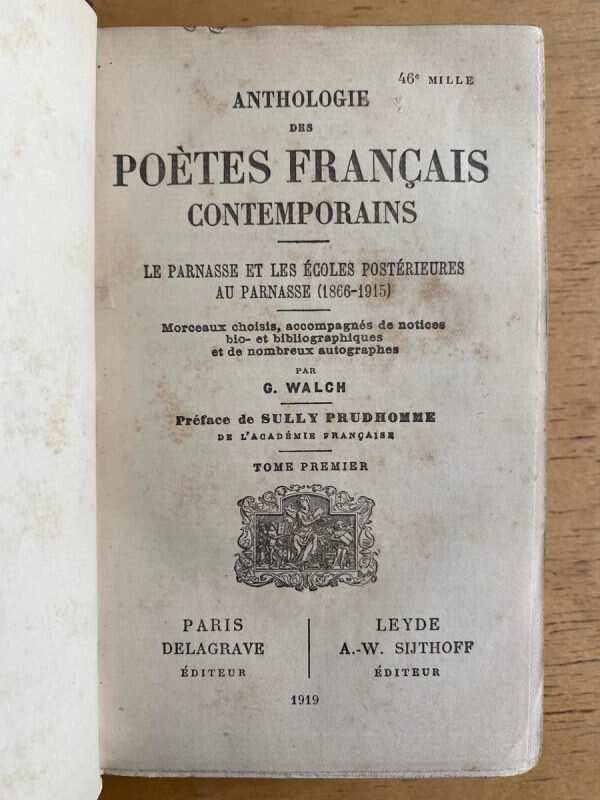 46e MILLE
ANTHOLOGIE
DES
POÈTES FRANÇAIS
CONTEMPORAINS
LE PARNASSE ET LES ÉCOLES POSTÉRIEURES
AU PARNASSE (1866-1915)
Morceaux choisis, accompagnés de notices
bio- et bibliographiques
et de nombreux autographes
PAR
G. WALCH
Préface de SULLY PRUDHOMME
DE L'ACADÉMIE FRANÇAISE
TOME PREMIER
PARIS
DELAGRAVE
ÉDITEUR
LEYDE
A.-W. SIJTHOFF
ÉDITEUR
1919